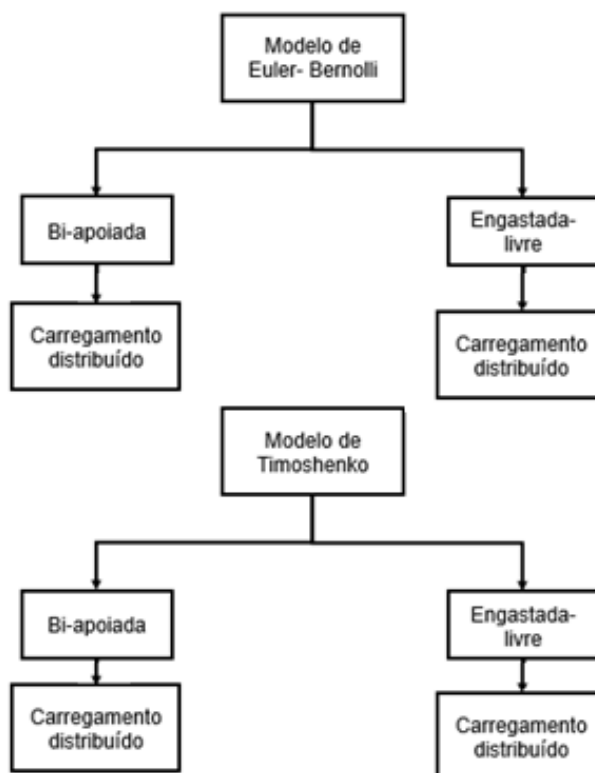 Modelo de
Euler- Bernolli
Bi-apoiada
Engastada-
livre
Carregamento
distribuído
Carregamento
distribuído
Modelo de
Timoshenko
Bi-apoiada
Engastada-
livre
Carregamento
distribuído
Carregamento
distribuído